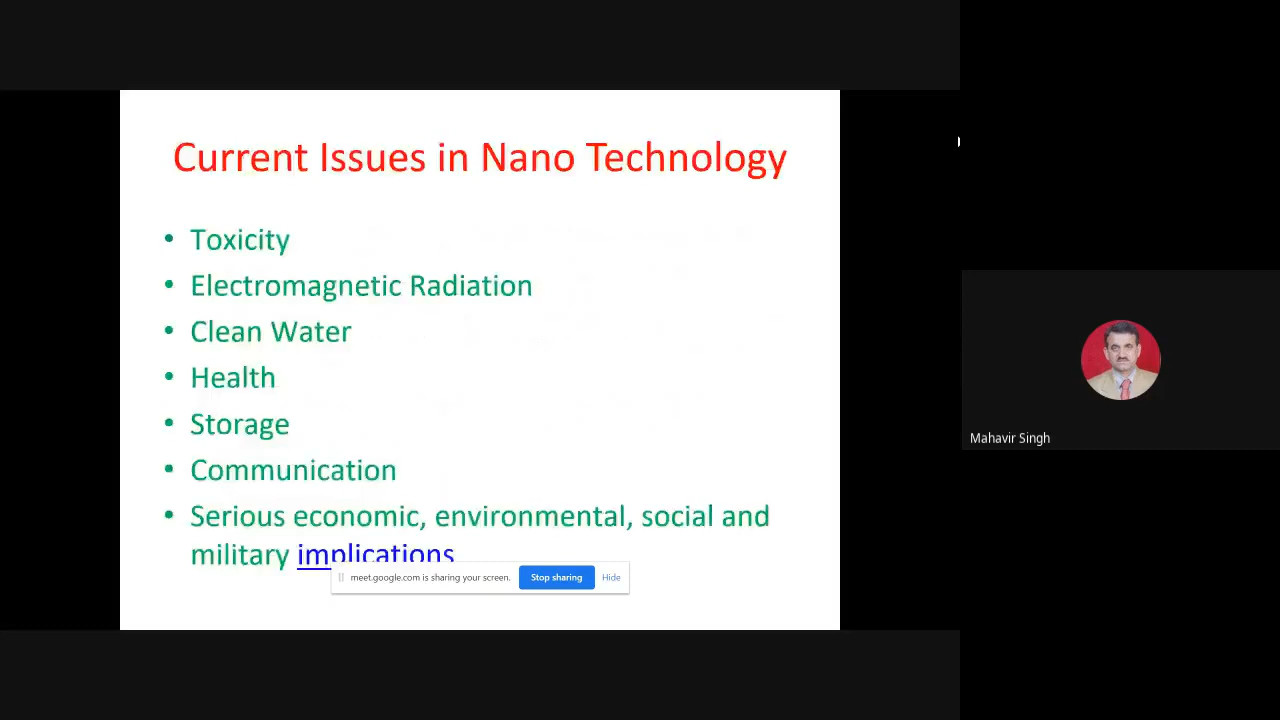 Current Issues in Nano Technology
• Toxicity
• Electromagnetic Radiation
• Clean Water
• Health
• Storage
• Communication
• Serious economic, environmental, social and
military implications
meet.google.com is sharing your screen. Stop sharing Hide
Mahavir Singh